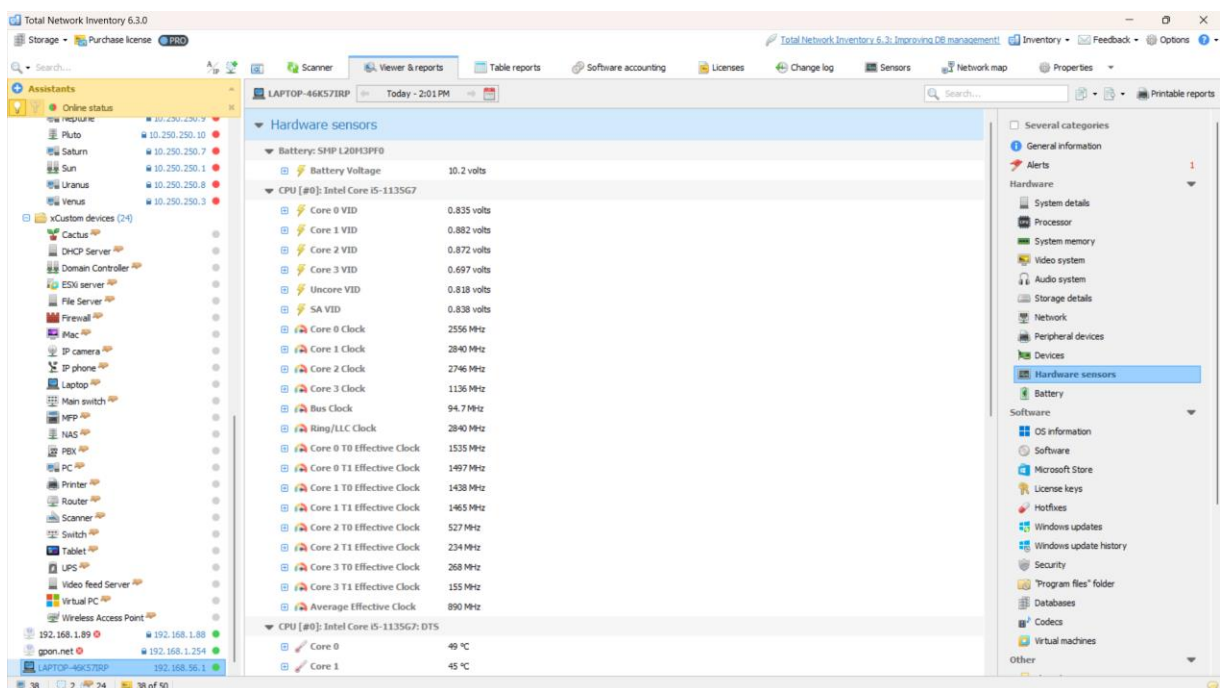 Total Network Inventory 6.3.0
Storage Purchase license PRO
Total Network Inventory 6.3: Improving DB management! Inventory Feedback Options
Search... Scanner Viewer & reports Table reports Software accounting Licenses Change log Sensors Network map Properties
Assistants
Online status
LAPTOP-46K57IRP Today - 2:01 PM Search... Printable reports
Neptune 10.250.250.9
Pluto 10.250.250.10
Saturn 10.250.250.7
Sun 10.250.250.1
Uranus 10.250.250.8
Venus 10.250.250.3
xCustom devices (24)
Cactus
DHCP Server
Domain Controller
ESXi server
File Server
Firewall
iMac
IP camera
IP phone
Laptop
Main switch
MFP
NAS
PBX
PC
Printer
Router
Scanner
Switch
Tablet
UPS
Video feed Server
Virtual PC
Wireless Access Point
192.168.1.89 192.168.1.88
gpon.net 192.168.1.254
LAPTOP-46K57IRP 192.168.56.1
38 2 24 38 of 50
Hardware sensors
Battery: SMP L20M3PF0
Battery Voltage 10.2 volts
CPU [#0]: Intel Core i5-1135G7
Core 0 VID 0.835 volts
Core 1 VID 0.882 volts
Core 2 VID 0.872 volts
Core 3 VID 0.697 volts
Uncore VID 0.818 volts
SA VID 0.838 volts
Core 0 Clock 2556 MHz
Core 1 Clock 2840 MHz
Core 2 Clock 2746 MHz
Core 3 Clock 1136 MHz
Bus Clock 94.7 MHz
Ring/LLC Clock 2840 MHz
Core 0 T0 Effective Clock 1535 MHz
Core 0 T1 Effective Clock 1497 MHz
Core 1 T0 Effective Clock 1438 MHz
Core 1 T1 Effective Clock 1465 MHz
Core 2 T0 Effective Clock 527 MHz
Core 2 T1 Effective Clock 234 MHz
Core 3 T0 Effective Clock 268 MHz
Core 3 T1 Effective Clock 155 MHz
Average Effective Clock 890 MHz
CPU [#0]: Intel Core i5-1135G7: DTS
Core 0 49 °C
Core 1 45 °C
Several categories
General information
Alerts 1
Hardware
System details
Processor
System memory
Video system
Audio system
Storage details
Network
Peripheral devices
Devices
Hardware sensors
Battery
Software
OS information
Software
Microsoft Store
License keys
Hotfixes
Windows updates
Windows update history
Security
"Program files" folder
Databases
Codecs
Virtual machines
Other